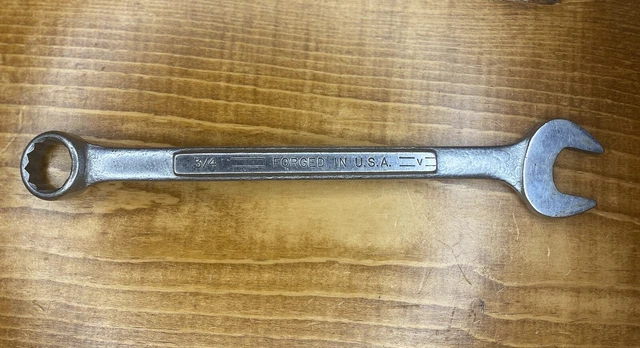 3/4 FORGED IN U.S.A. V